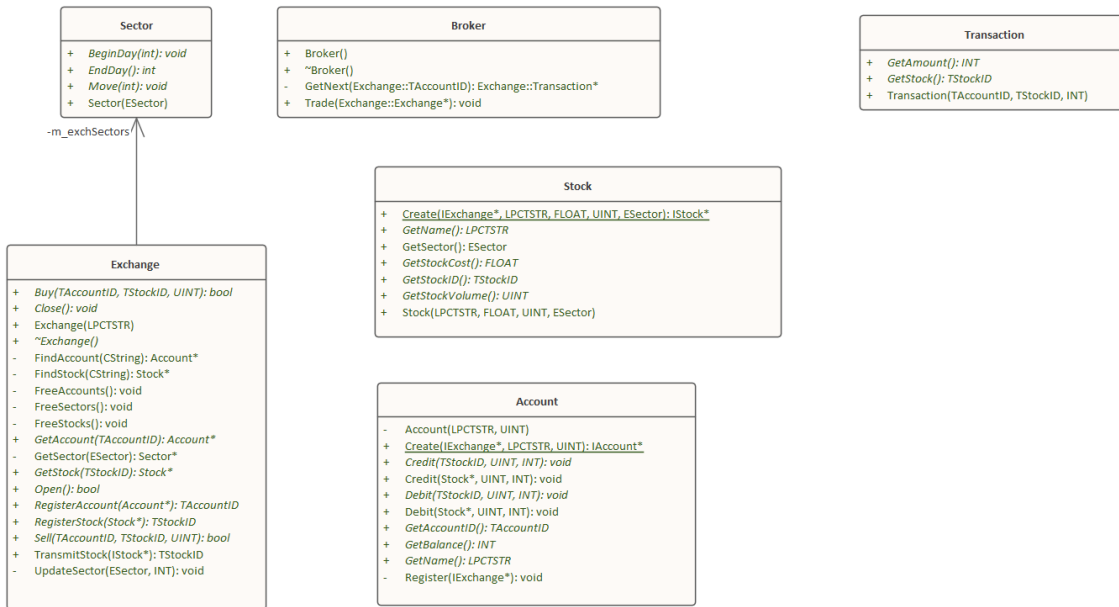 Sector
+ BeginDay(int): void
+ EndDay(): int
+ Move(int): void
+ Sector(ESector)
Broker
+ Broker()
+ ~Broker()
- GetNext(Exchange::TAccountID): Exchange::Transaction*
+ Trade(Exchange::Exchange*): void
Transaction
+ GetAmount(): INT
+ GetStock(): TStockID
+ Transaction(TAccountID, TStockID, INT)
-m_exchSectors
Stock
+ Create(IExchange*, LPCTSTR, FLOAT, UINT, ESector): IStock*
+ GetName(): LPCTSTR
+ GetSector(): ESector
+ GetStockCost(): FLOAT
+ GetStockID(): TStockID
+ GetStockVolume(): UINT
+ Stock(LPCTSTR, FLOAT, UINT, ESector)
Exchange
+ Buy(TAccountID, TStockID, UINT): bool
+ Close(): void
+ Exchange(LPCTSTR)
+ ~Exchange()
- FindAccount(CString): Account*
- FindStock(CString): Stock*
- FreeAccounts(): void
- FreeSectors(): void
- FreeStocks(): void
+ GetAccount(TAccountID): Account*
- GetSector(ESector): Sector*
+ GetStock(TStockID): Stock*
+ Open(): bool
+ RegisterAccount(Account*): TAccountID
+ RegisterStock(Stock*): TStockID
+ Sell(TAccountID, TStockID, UINT): bool
+ TransmitStock(IStock*): TStockID
- UpdateSector(ESector, INT): void
Account
- Account(LPCTSTR, UINT)
+ Create(IExchange*, LPCTSTR, UINT): IAccount*
+ Credit(TStockID, UINT, INT): void
+ Credit(Stock*, UINT, INT): void
+ Debit(TStockID, UINT, INT): void
+ Debit(Stock*, UINT, INT): void
+ GetAccountID(): TAccountID
+ GetBalance(): INT
+ GetName(): LPCTSTR
- Register(IExchange*): void